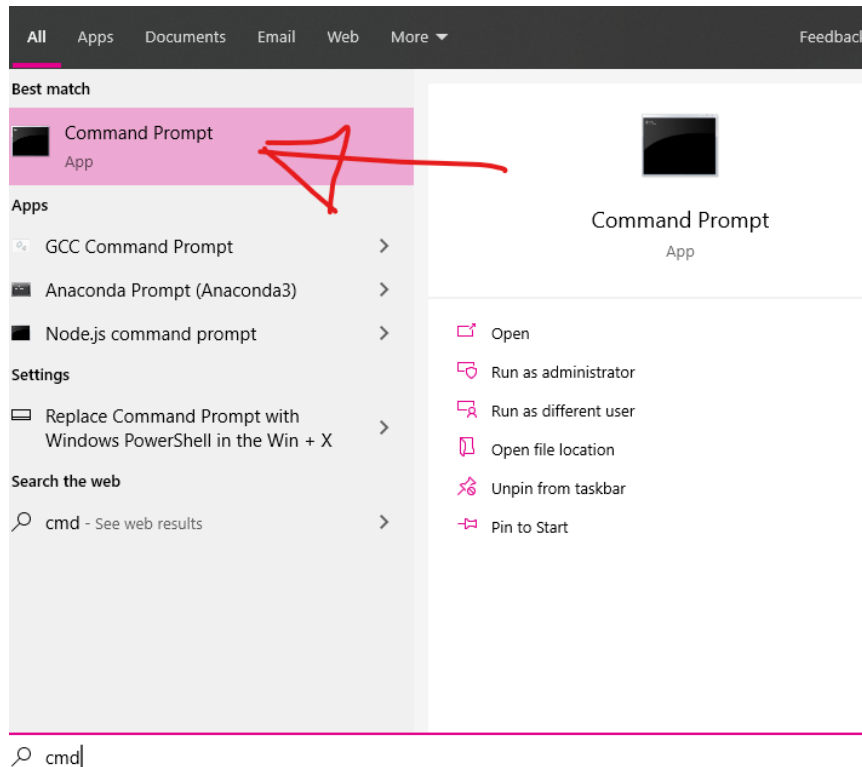 All Apps Documents Email Web More Feedback
Best match
Command Prompt
App
Apps
GCC Command Prompt
Anaconda Prompt (Anaconda3)
Node.js command prompt
Settings
Replace Command Prompt with
Windows PowerShell in the Win + X
Search the web
cmd - See web results
Command Prompt
App
Open
Run as administrator
Run as different user
Open file location
Unpin from taskbar
Pin to Start
cmd